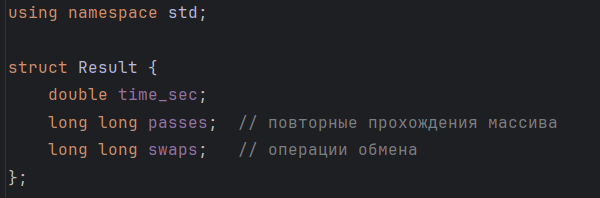 using namespace std;
struct Result {
    double time_sec;
    long long passes;  // повторные прохождения массива
    long long swaps;   // операции обмена
};